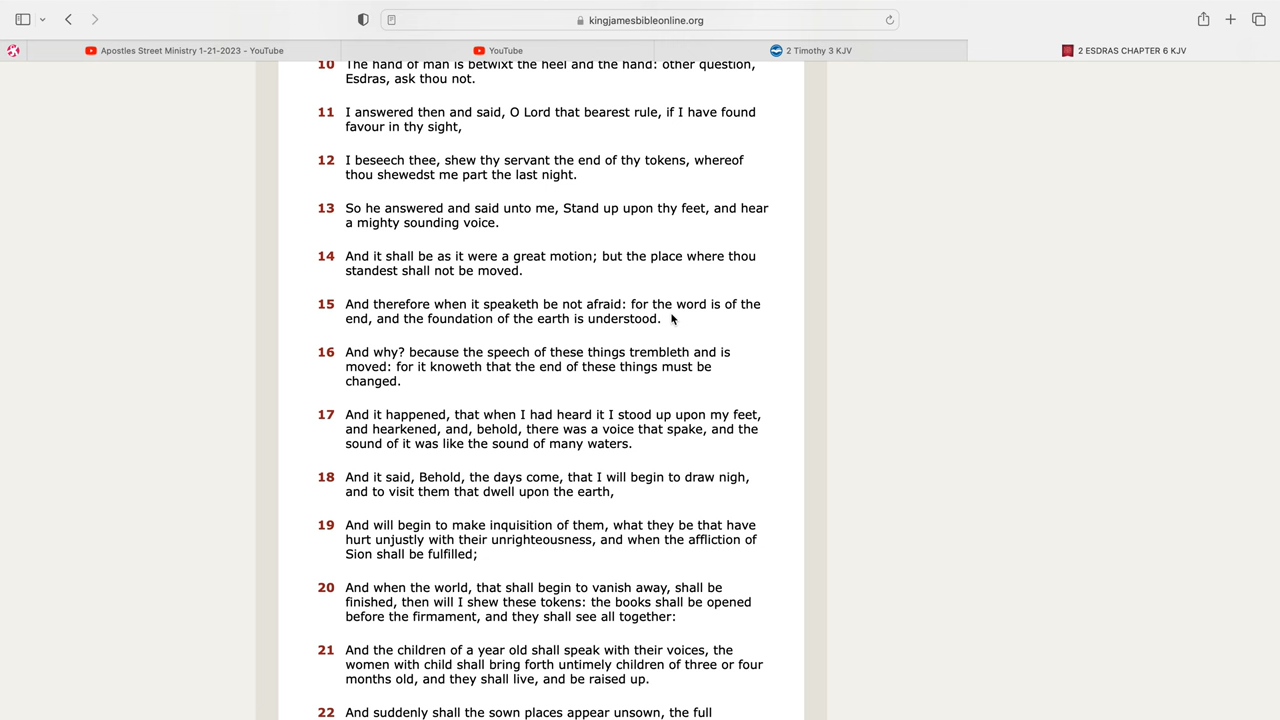 kingjamesbibleonline.org
Apostles Street Ministry 1-21-2023 - YouTube
YouTube
2 Timothy 3 KJV
2 ESDRAS CHAPTER 6 KJV
10 The hand of man is betwixt the heel and the hand: other question,
Esdras, ask thou not.
11 I answered then and said, O Lord that bearest rule, if I have found
favour in thy sight,
12 I beseech thee, shew thy servant the end of thy tokens, whereof
thou shewedst me part the last night.
13 So he answered and said unto me, Stand up upon thy feet, and hear
a mighty sounding voice.
14 And it shall be as it were a great motion; but the place where thou
standest shall not be moved.
15 And therefore when it speaketh be not afraid: for the word is of the
end, and the foundation of the earth is understood.
16 And why? because the speech of these things trembleth and is
moved: for it knoweth that the end of these things must be
changed.
17 And it happened, that when I had heard it I stood up upon my feet,
and hearkened, and, behold, there was a voice that spake, and the
sound of it was like the sound of many waters.
18 And it said, Behold, the days come, that I will begin to draw nigh,
and to visit them that dwell upon the earth,
19 And will begin to make inquisition of them, what they be that have
hurt unjustly with their unrighteousness, and when the affliction of
Sion shall be fulfilled;
20 And when the world, that shall begin to vanish away, shall be
finished, then will I shew these tokens: the books shall be opened
before the firmament, and they shall see all together:
21 And the children of a year old shall speak with their voices, the
women with child shall bring forth untimely children of three or four
months old, and they shall live, and be raised up.
22 And suddenly shall the sown places appear unsown, the full